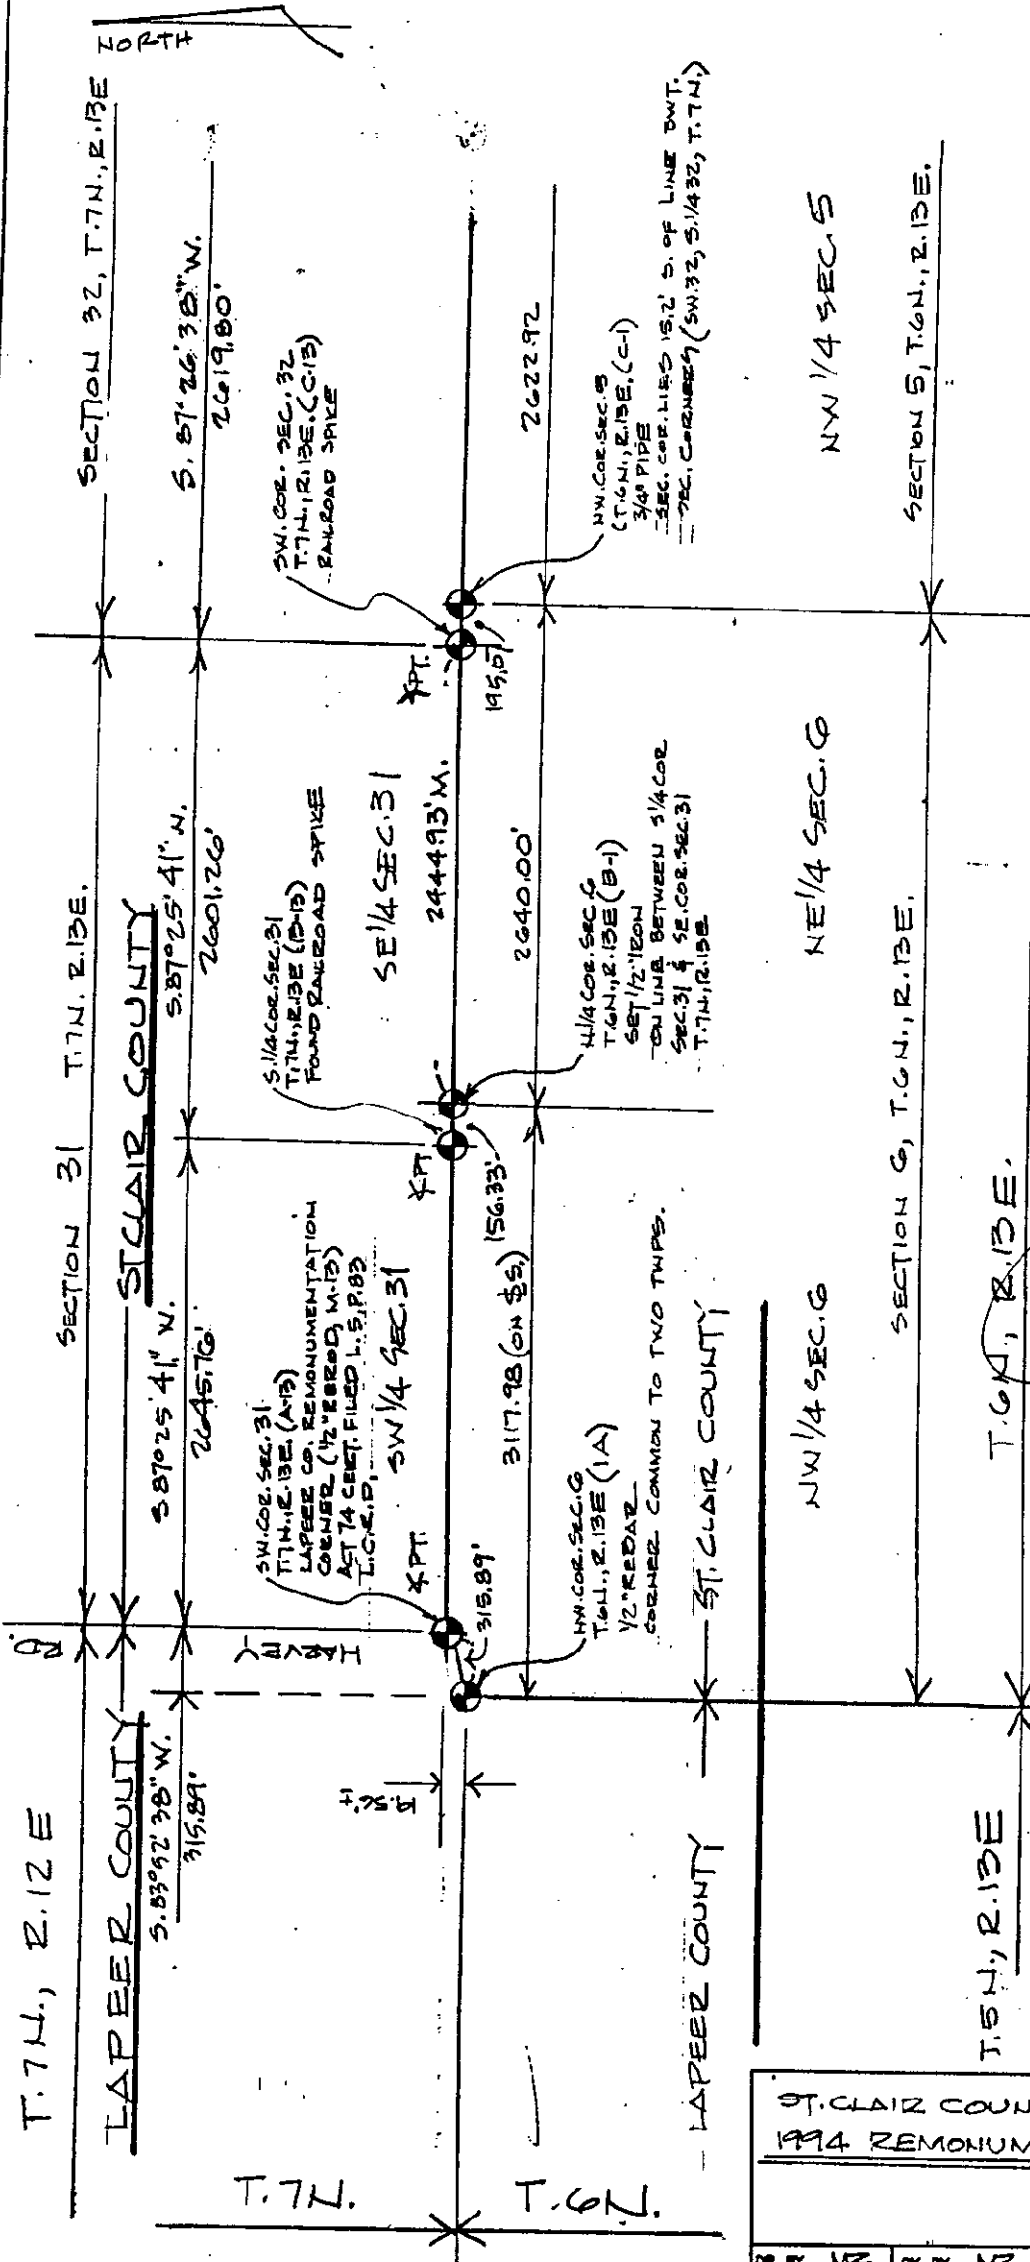 NORTH
T.7N., R.12E
SECTION 31 T.7N. R.13E.
SECTION 32, T.7N., R.13E
LAPEER COUNTY
ST.CLAIR COUNTY
S.83°52'38"W.
315.89'
S87°25'41" W.
2645.76'
S.87°25'41" W.
2601.26'
S.87°26'38" W.
2619.80'
SW.COR.SEC.31
T.7N., R.13E. (A-13)
LAPEER CO. REMONUMENTATION
CORNER (1/2" REROD, M-13)
ACT 74 CERT. FILED L.5, P.83
L.C.R.D.
S.1/4 COR.SEC.31
T.7N., R.13E (B-13)
FOUND RAILROAD SPIKE
SW.COR. SEC.32
T.7N., R.13E. (C-13)
RAILROAD SPIKE
SW 1/4 SEC.31
SE 1/4 SEC.31
∡PT.
∡PT.
∡PT.
2444.93'M.
19.56'±
315.89'
156.33'
195.07
3117.98 (ON S.S.)
2640.00'
2622.92
NW.COR.SEC.6
T.6N., R.13E (1A)
1/2" REBAR
CORNER COMMON TO TWO TWPS.
N.1/4 COR.SEC.6
T.6N., R.13E (B-1)
SET 1/2" IRON
ON LINE BETWEEN S1/4 COR
SEC.31 & SE.COR.SEC.31
T.7N., R.13E
NW.COR.SEC.5
(T.6N., R.13E. (C-1)
3/4" PIPE
SEC. COR. LIES 15.2' S. OF LINE BWT.
SEC. CORNERS (SW.32, S.1/4 32, T.7N.)
LAPEER COUNTY
ST. CLAIR COUNTY
NW 1/4 SEC.6
NE 1/4 SEC.6
NW 1/4 SEC.5
SECTION 6, T.6N., R.13E.
SECTION 5, T.6N., R.13E.
T.5N., R.13E
T.6N., R.13E.
T.7N.
T.6N.
ST.CLAIR COUN
1994 REMONUM